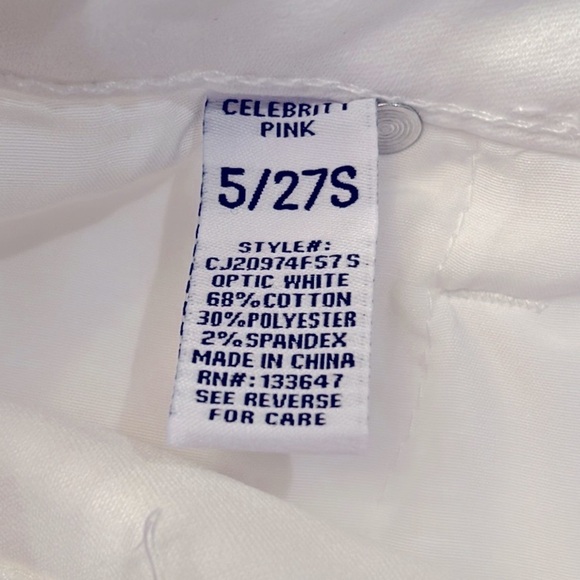 CELEBRITY
PINK
5/27S
STYLE#:
CJ20974F57S
OPTIC WHITE
68%COTTON
30%POLYESTER
2%SPANDEX
MADE IN CHINA
RN#:133647
SEE REVERSE
FOR CARE